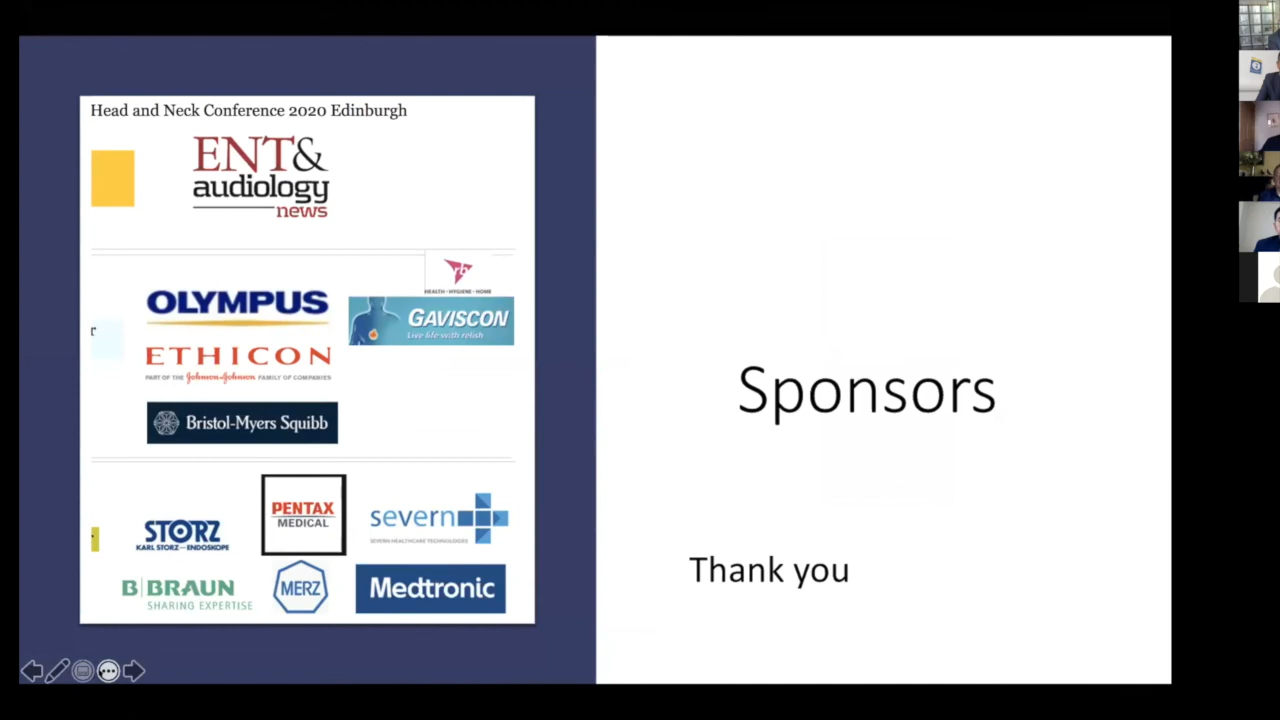 Head and Neck Conference 2020 Edinburgh
ENT&
audiology
news
rb
HEALTH • HYGIENE • HOME
OLYMPUS
GAVISCON
Live life with relish
r
ETHICON
PART OF THE Johnson & Johnson FAMILY OF COMPANIES
Bristol-Myers Squibb
Sponsors
STORZ
KARL STORZ—ENDOSKOPE
PENTAX
MEDICAL
severn
SEVERN HEALTHCARE TECHNOLOGIES
B|BRAUN
SHARING EXPERTISE
MERZ
Medtronic
Thank you